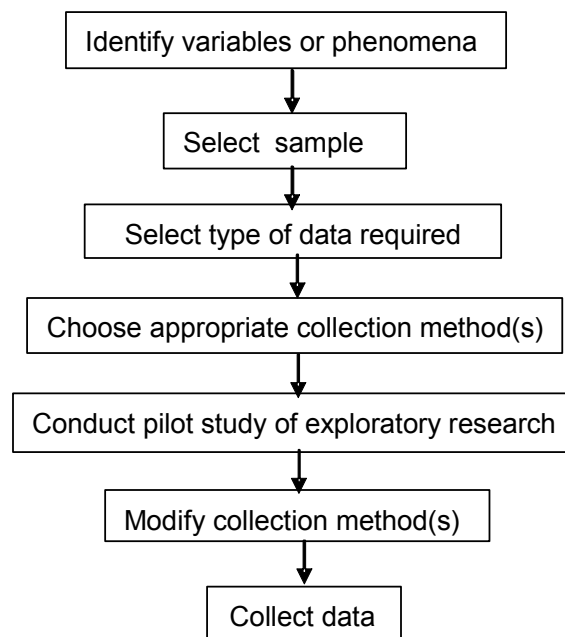 Identify variables or phenomena
Select sample
Select type of data required
Choose appropriate collection method(s)
Conduct pilot study of exploratory research
Modify collection method(s)
Collect data